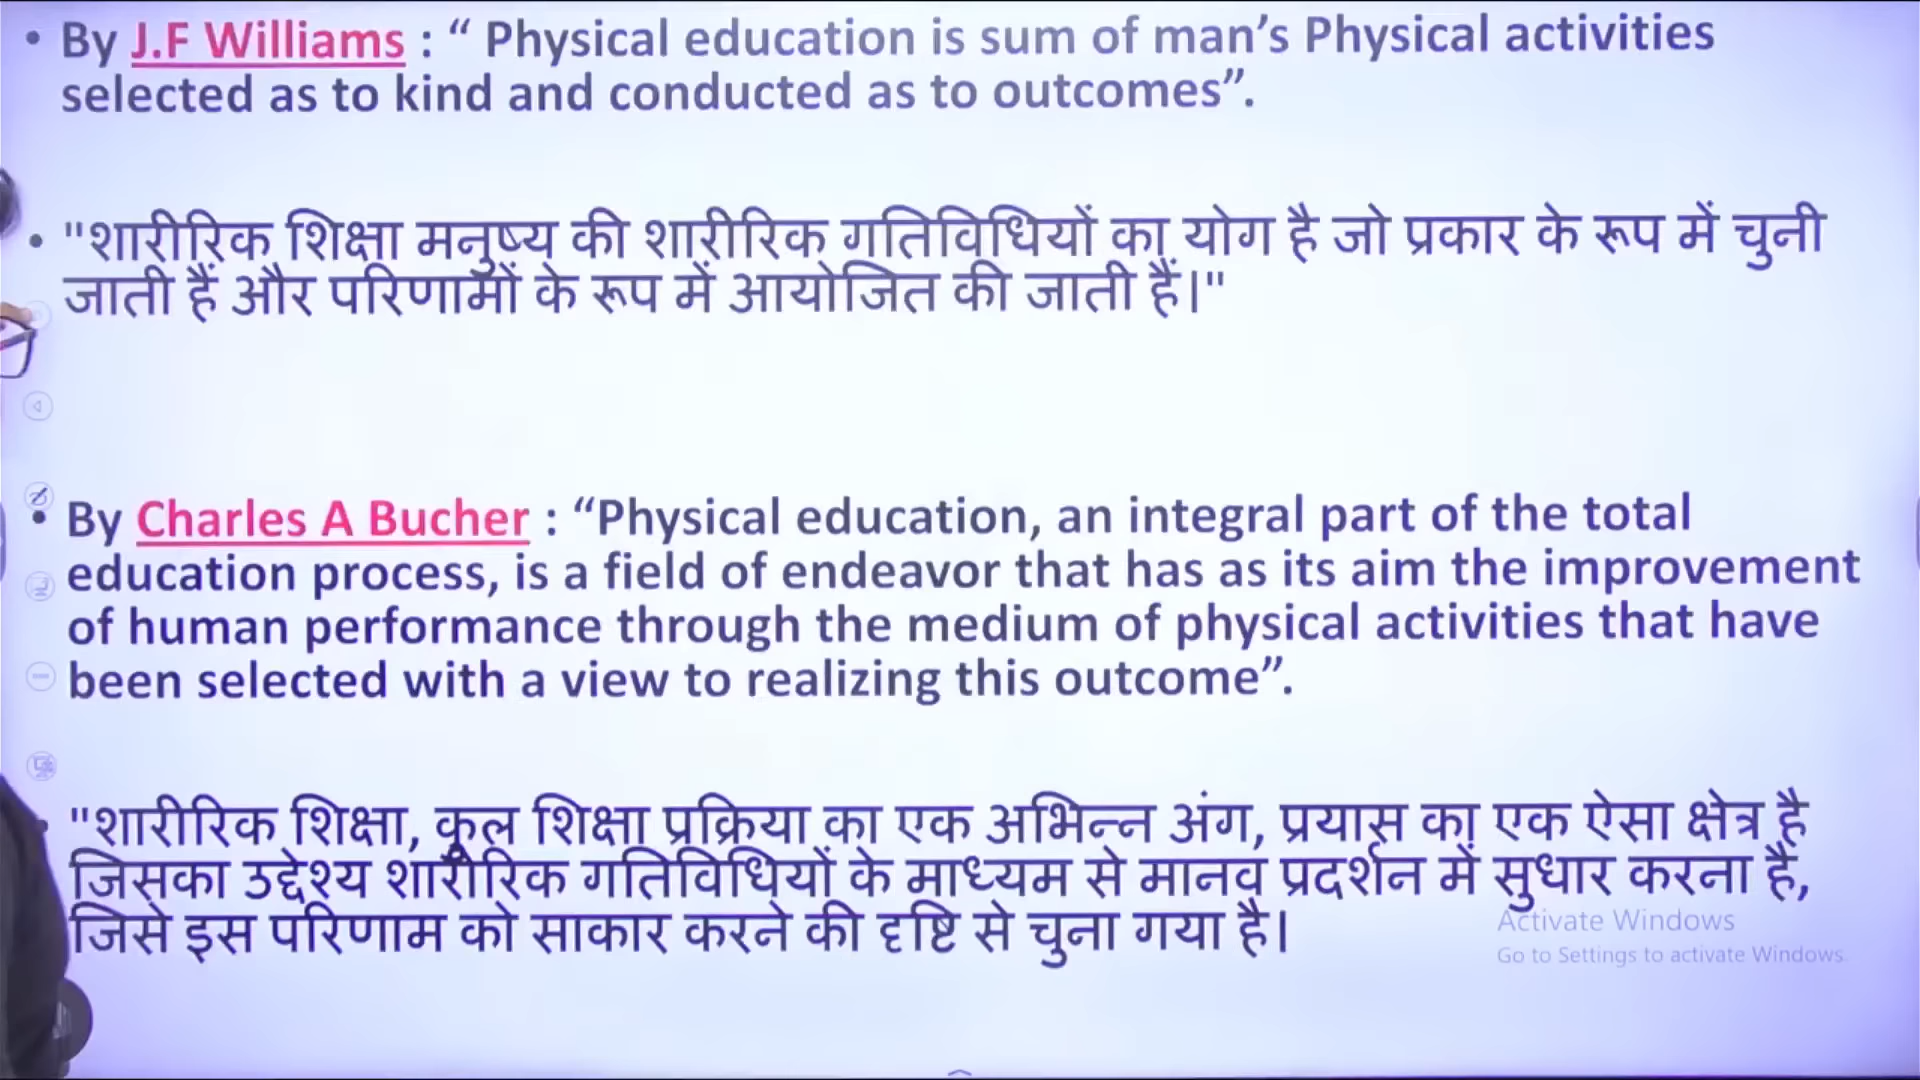 • By J.F Williams : “ Physical education is sum of man’s Physical activities
selected as to kind and conducted as to outcomes”.
• "शारीरिक शिक्षा मनुष्य की शारीरिक गतिविधियों का योग है जो प्रकार के रूप में चुनी
जाती हैं और परिणामों के रूप में आयोजित की जाती हैं।"
• By Charles A Bucher : “Physical education, an integral part of the total
education process, is a field of endeavor that has as its aim the improvement
of human performance through the medium of physical activities that have
been selected with a view to realizing this outcome”.
• "शारीरिक शिक्षा, कुल शिक्षा प्रक्रिया का एक अभिन्न अंग, प्रयास का एक ऐसा क्षेत्र है
जिसका उद्देश्य शारीरिक गतिविधियों के माध्यम से मानव प्रदर्शन में सुधार करना है,
जिसे इस परिणाम को साकार करने की दृष्टि से चुना गया है।
Activate Windows
Go to Settings to activate Windows.